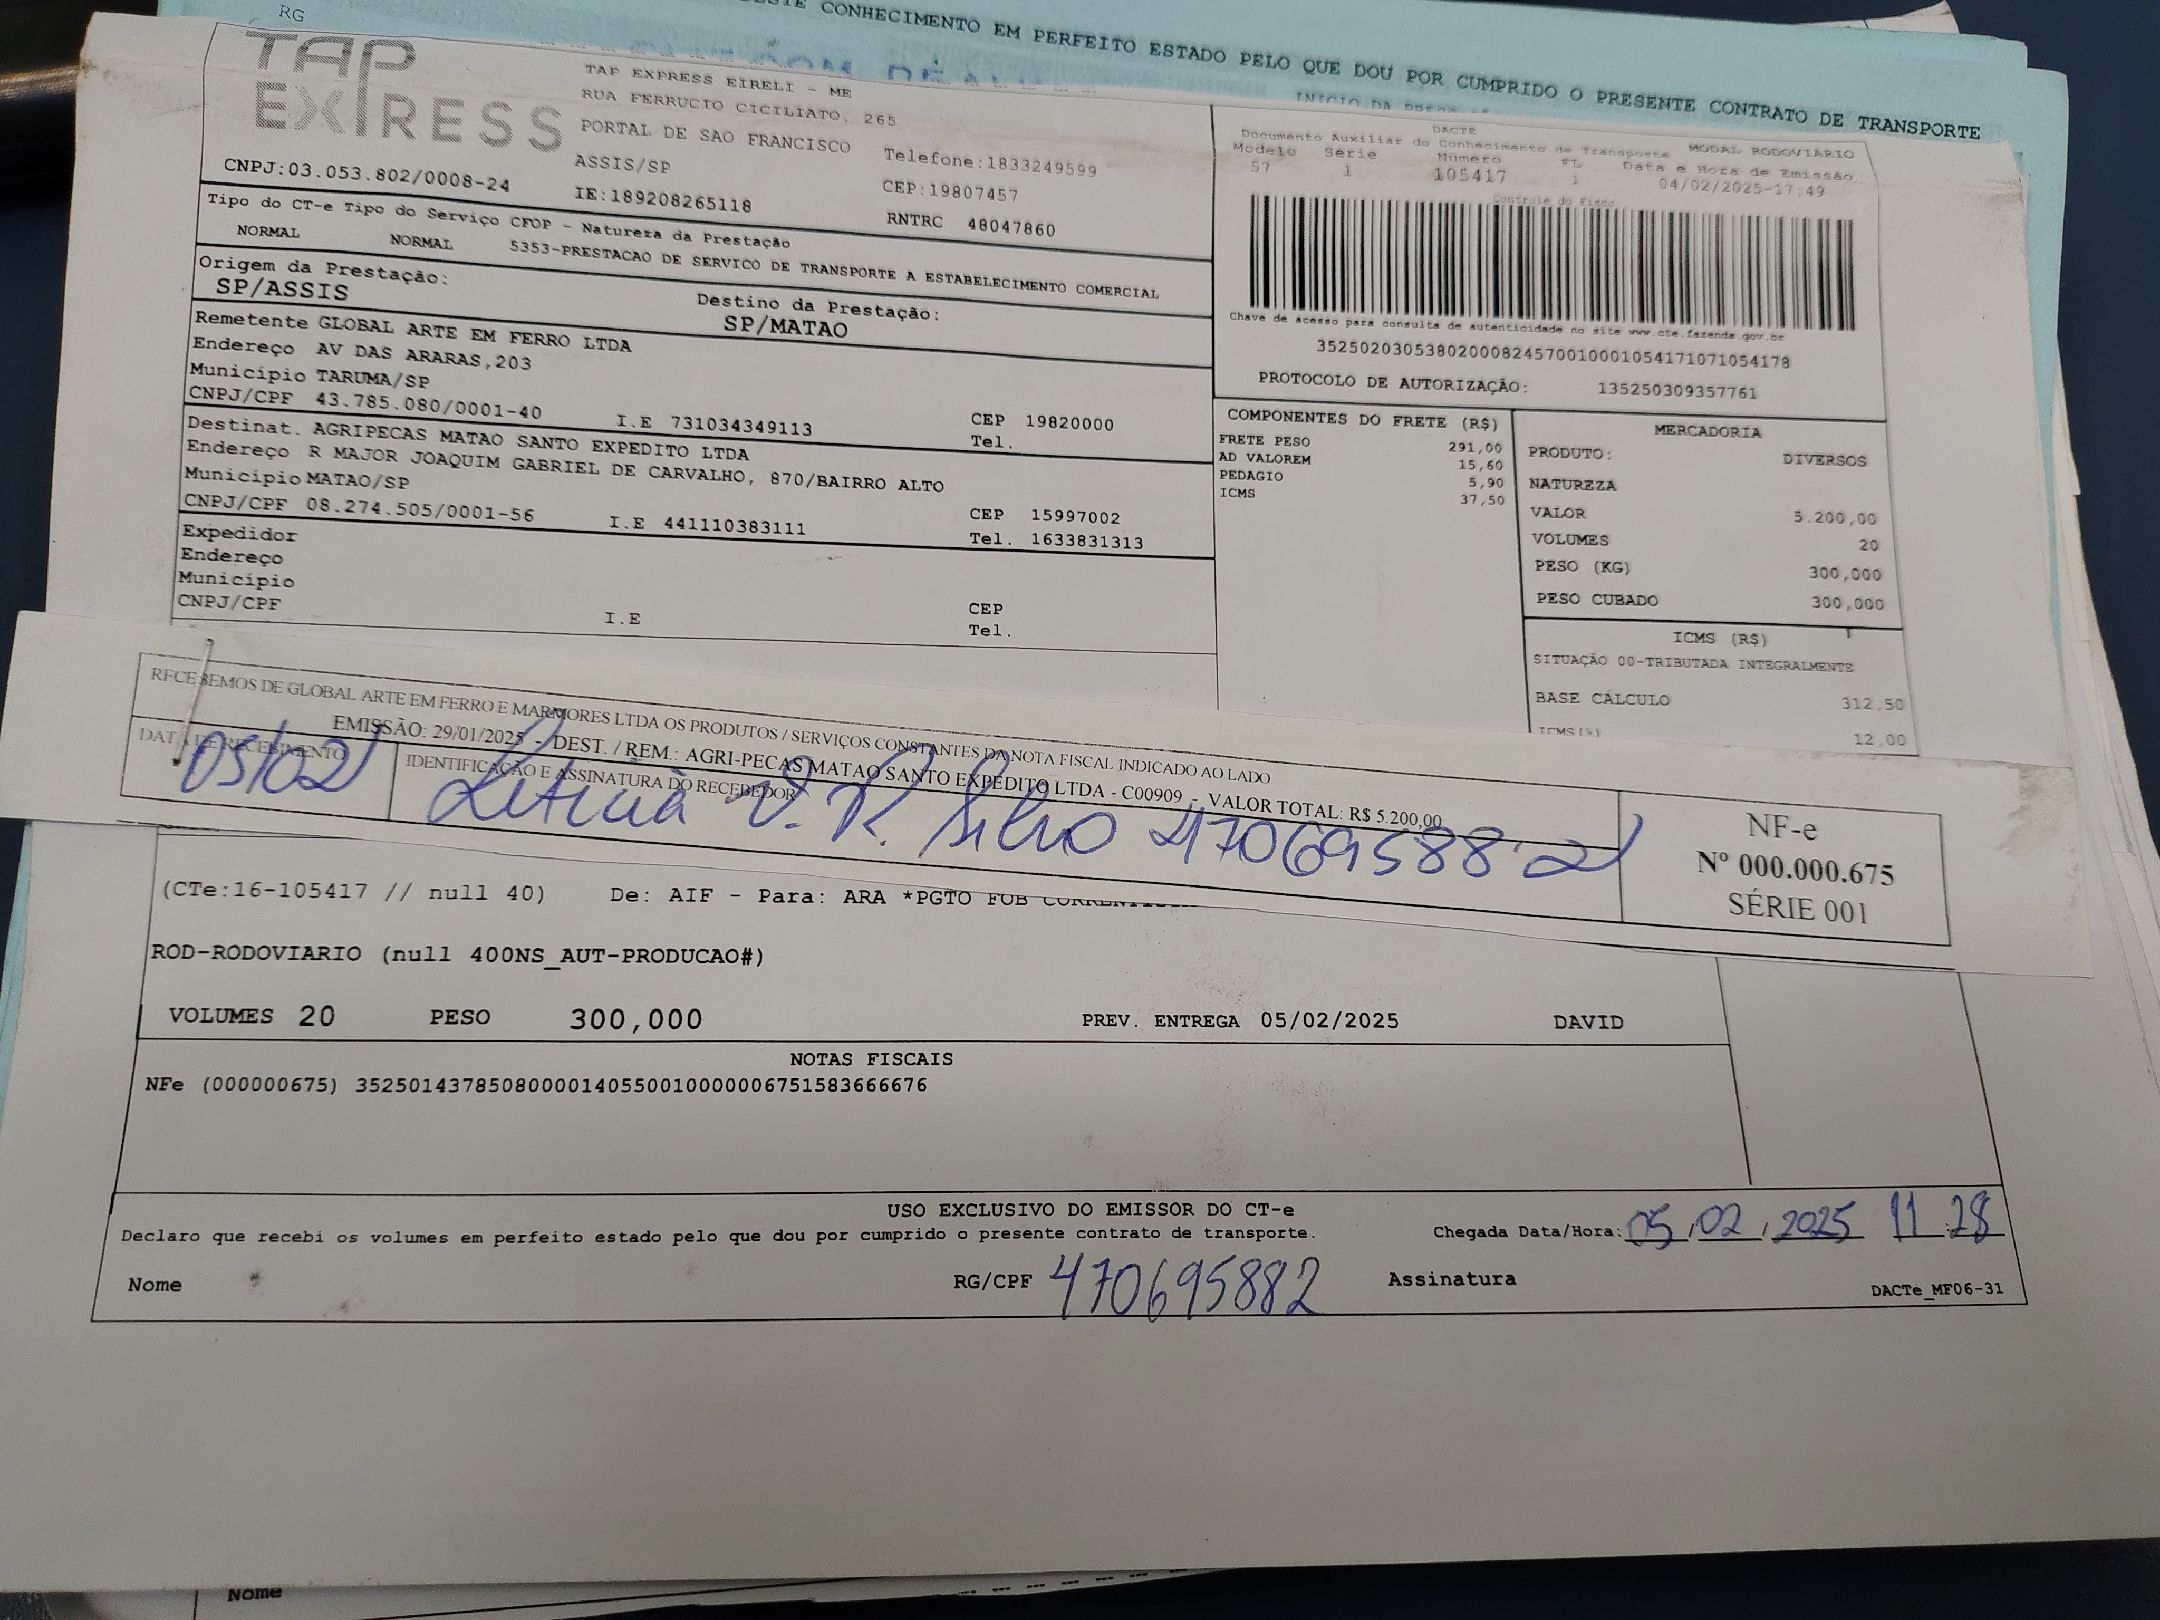 RG
DESTE CONHECIMENTO EM PERFEITO ESTADO PELO QUE DOU POR CUMPRIDO O PRESENTE CONTRATO DE TRANSPORTE
TAP EXPRESS
TAP EXPRESS EIRELI - ME
RUA FERRUCIO CICILIATO, 265
PORTAL DE SAO FRANCISCO
Telefone:1833249599
CNPJ:03.053.802/0008-24
ASSIS/SP
CEP:19807457
IE:189208265118
RNTRC 48047860
DACTE
Documento Auxiliar do Conhecimento de Transporte MODAL RODOVIARIO
Modelo Serie Numero FL Data e Hora de Emissão
57 1 105417 1 04/02/2025-17:49
Controle do Fisco
Tipo do CT-e Tipo do Serviço CFOP - Natureza da Prestação
NORMAL NORMAL 5353-PRESTACAO DE SERVICO DE TRANSPORTE A ESTABELECIMENTO COMERCIAL
Origem da Prestação:
SP/ASSIS
Destino da Prestação:
SP/MATAO
Chave de acesso para consulta de autenticidade no site www.cte.fazenda.gov.br
35250203053802000824570010001054171071054178
PROTOCOLO DE AUTORIZAÇÃO: 135250309357761
Remetente GLOBAL ARTE EM FERRO LTDA
Endereço AV DAS ARARAS,203
Município TARUMA/SP
CNPJ/CPF 43.785.080/0001-40 I.E 731034349113 CEP 19820000
Tel.
Destinat. AGRIPECAS MATAO SANTO EXPEDITO LTDA
Endereço R MAJOR JOAQUIM GABRIEL DE CARVALHO, 870/BAIRRO ALTO
Município MATAO/SP
CNPJ/CPF 08.274.505/0001-56 I.E 441110383111 CEP 15997002
Tel. 1633831313
Expedidor
Endereço
Município
CNPJ/CPF I.E CEP
Tel.
COMPONENTES DO FRETE (R$)
FRETE PESO 291,00
AD VALOREM 15,60
PEDAGIO 5,90
ICMS 37,50
MERCADORIA
PRODUTO: DIVERSOS
NATUREZA
VALOR 5.200,00
VOLUMES 20
PESO (KG) 300,000
PESO CUBADO 300,000
ICMS (R$)
SITUAÇÃO 00-TRIBUTADA INTEGRALMENTE
BASE CÁLCULO 312,50
ICMS(%) 12,00
RECEBEMOS DE GLOBAL ARTE EM FERRO E MARMORES LTDA OS PRODUTOS / SERVIÇOS CONSTANTES DA NOTA FISCAL INDICADO AO LADO
EMISSÃO: 29/01/2025 - DEST. / REM.: AGRI-PECAS MATAO SANTO EXPEDITO LTDA - C00909 - VALOR TOTAL: R$ 5.200,00
DATA DE RECEBIMENTO
05/02/
IDENTIFICAÇÃO E ASSINATURA DO RECEBEDOR
Letícia V. R. Silva 47069588-2
NF-e
Nº 000.000.675
SÉRIE 001
(CTe:16-105417 // null 40) De: AIF - Para: ARA *PGTO FOB
ROD-RODOVIARIO (null 400NS_AUT-PRODUCAO#)
VOLUMES 20 PESO 300,000 PREV. ENTREGA 05/02/2025 DAVID
NOTAS FISCAIS
NFe (000000675) 35250143785080000140550010000006751583666676
USO EXCLUSIVO DO EMISSOR DO CT-e
Declaro que recebi os volumes em perfeito estado pelo que dou por cumprido o presente contrato de transporte.
Chegada Data/Hora: 05/02/2025 11:28
Nome RG/CPF 470695882 Assinatura
DACTe_MF06-31
Nome